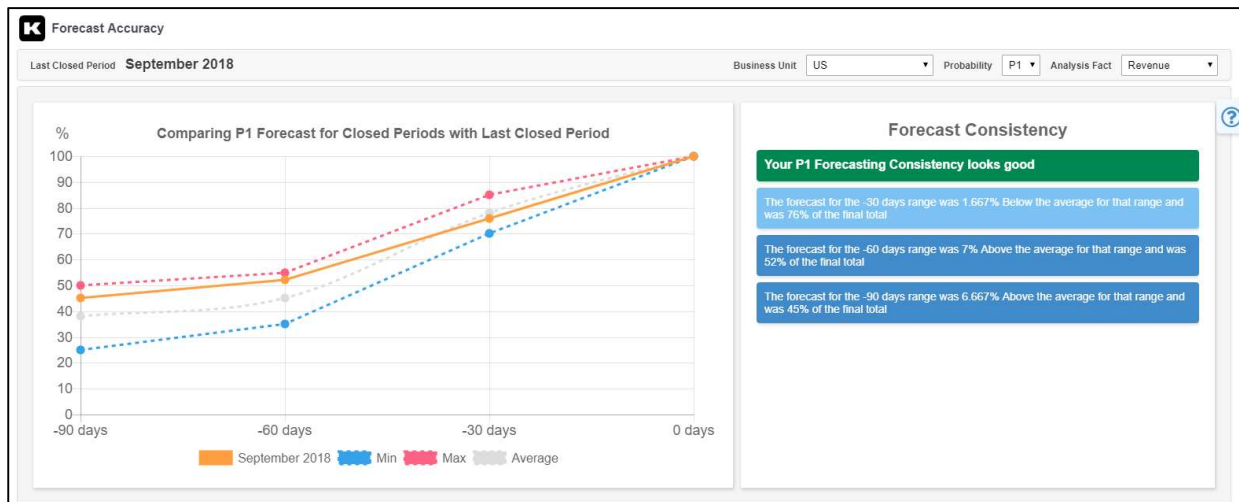 K Forecast Accuracy
Last Closed Period September 2018 Business Unit US Probability P1 Analysis Fact Revenue
% Comparing P1 Forecast for Closed Periods with Last Closed Period
100
90
80
70
60
50
40
30
20
10
0
-90 days -60 days -30 days 0 days
September 2018 Min Max Average
Forecast Consistency
Your P1 Forecasting Consistency looks good
The forecast for the -30 days range was 1.667% Below the average for that range and
was 76% of the final total
The forecast for the -60 days range was 7% Above the average for that range and was
52% of the final total
The forecast for the -90 days range was 6.667% Above the average for that range and
was 45% of the final total
?